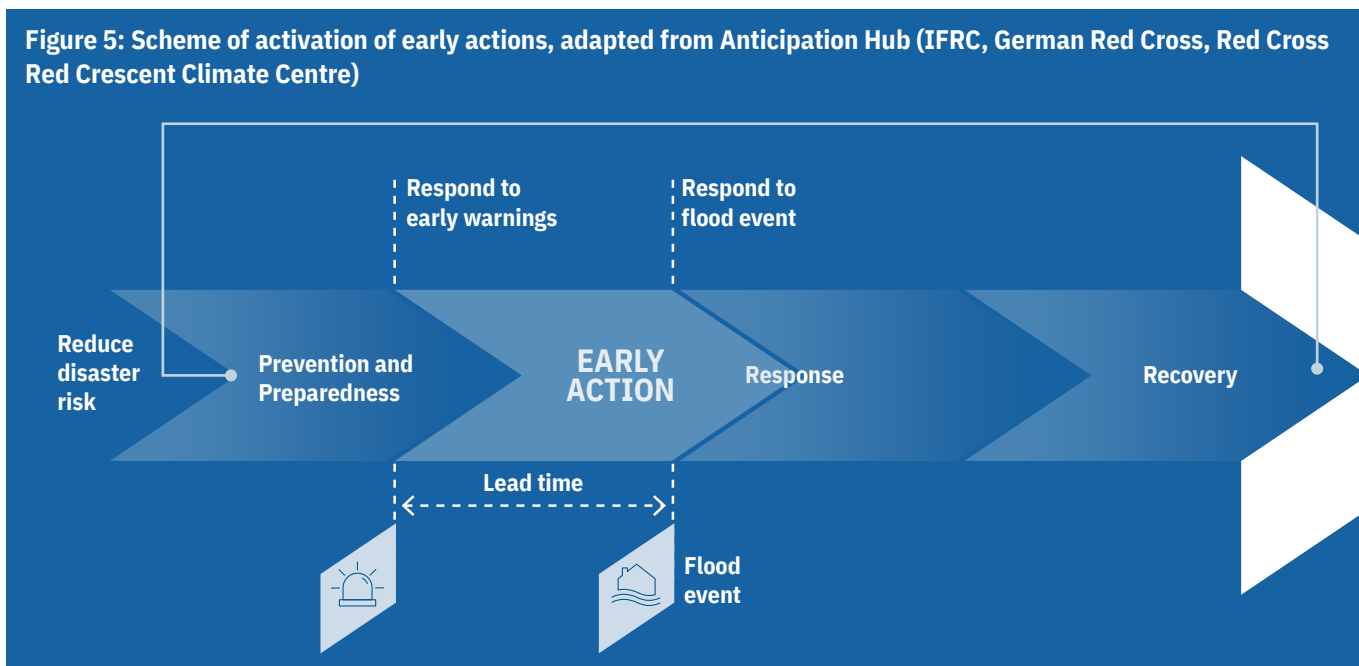 Figure 5: Scheme of activation of early actions, adapted from Anticipation Hub (IFRC, German Red Cross, Red Cross
Red Crescent Climate Centre)
Respond to
early warnings
Respond to
flood event
Reduce
disaster
risk
Prevention and
Preparedness
EARLY
ACTION
Response
Recovery
Lead time
Flood
event